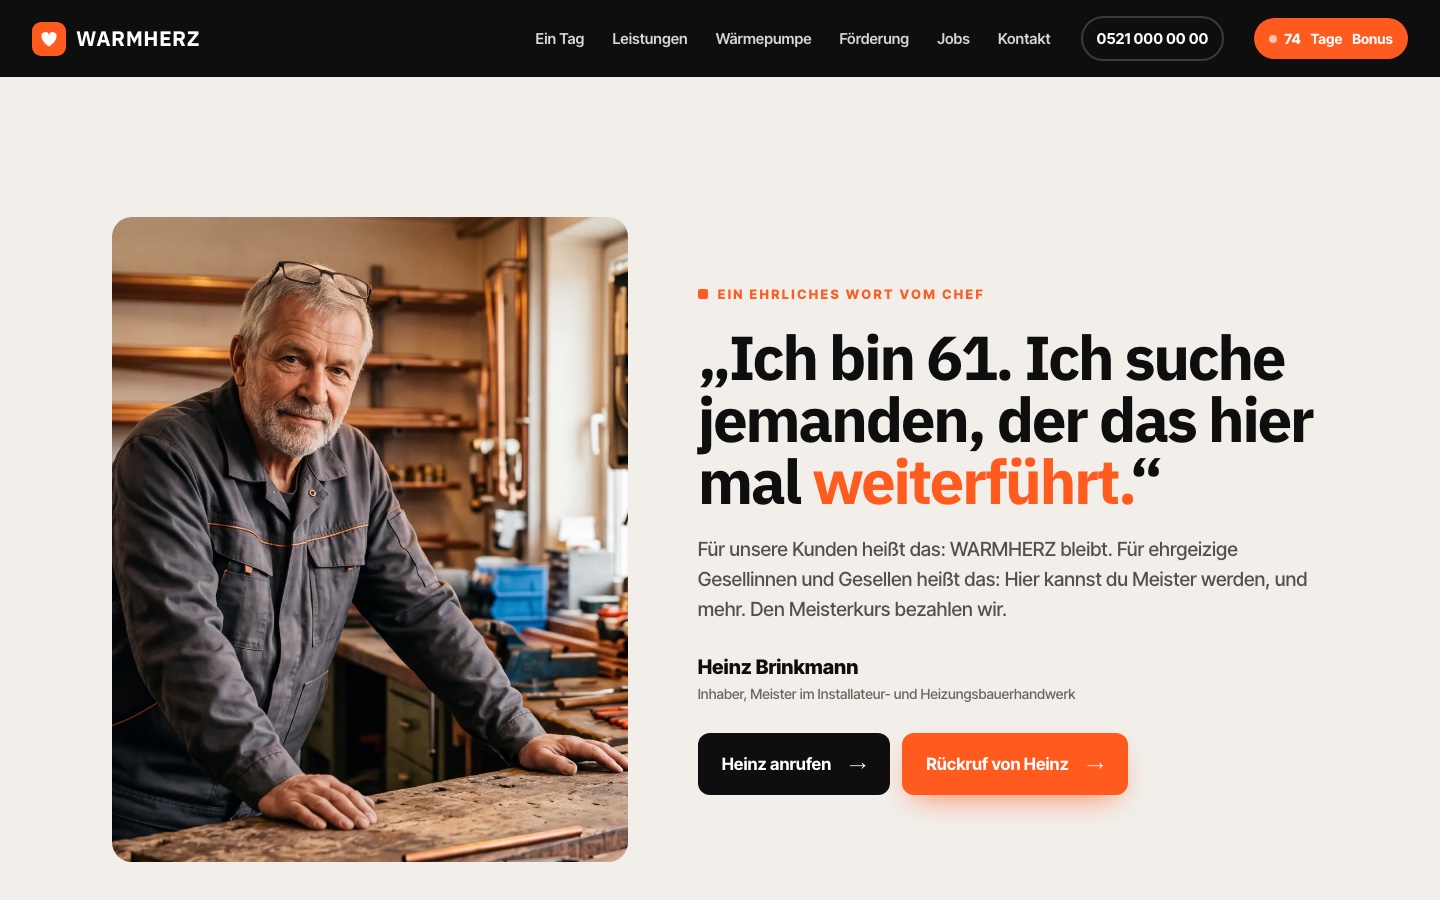 WARMHERZ
Ein Tag
Leistungen
Wärmepumpe
Förderung
Jobs
Kontakt
0521 000 00 00
74 Tage Bonus
EIN EHRLICHES WORT VOM CHEF
„Ich bin 61. Ich suche
jemanden, der das hier
mal weiterführt.“
Für unsere Kunden heißt das: WARMHERZ bleibt. Für ehrgeizige
Gesellinnen und Gesellen heißt das: Hier kannst du Meister werden, und
mehr. Den Meisterkurs bezahlen wir.
Heinz Brinkmann
Inhaber, Meister im Installateur- und Heizungsbauerhandwerk
Heinz anrufen →
Rückruf von Heinz →